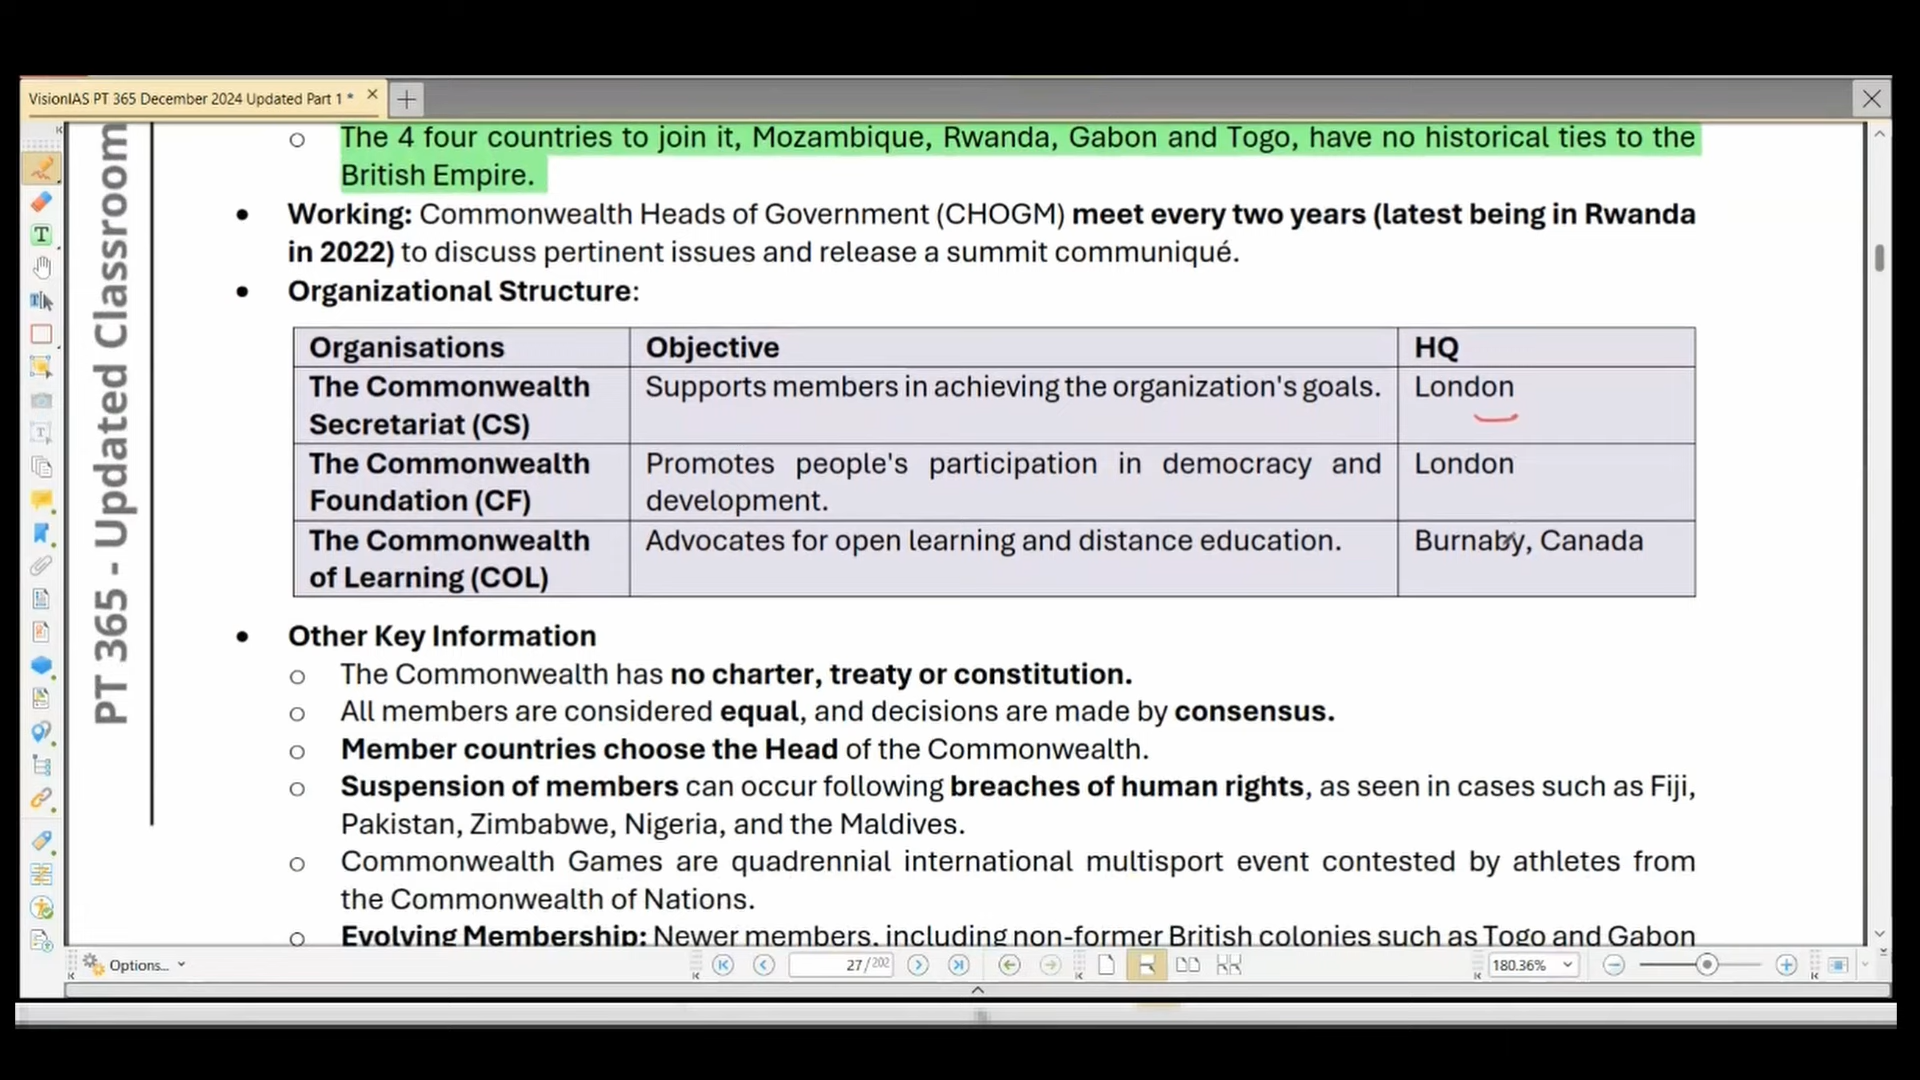 VisionIAS PT 365 December 2024 Updated Part 1 *
PT 365 - Updated Classroom
○ The 4 four countries to join it, Mozambique, Rwanda, Gabon and Togo, have no historical ties to the
British Empire.
• Working: Commonwealth Heads of Government (CHOGM) meet every two years (latest being in Rwanda
in 2022) to discuss pertinent issues and release a summit communiqué.
• Organizational Structure:
Organisations Objective HQ
The Commonwealth Supports members in achieving the organization's goals. London
Secretariat (CS)
The Commonwealth Promotes people's participation in democracy and London
Foundation (CF) development.
The Commonwealth Advocates for open learning and distance education. Burnaby, Canada
of Learning (COL)
• Other Key Information
○ The Commonwealth has no charter, treaty or constitution.
○ All members are considered equal, and decisions are made by consensus.
○ Member countries choose the Head of the Commonwealth.
○ Suspension of members can occur following breaches of human rights, as seen in cases such as Fiji,
Pakistan, Zimbabwe, Nigeria, and the Maldives.
○ Commonwealth Games are quadrennial international multisport event contested by athletes from
the Commonwealth of Nations.
○ Evolving Membership: Newer members, including non-former British colonies such as Togo and Gabon
Options...
27 / 202
180.36%